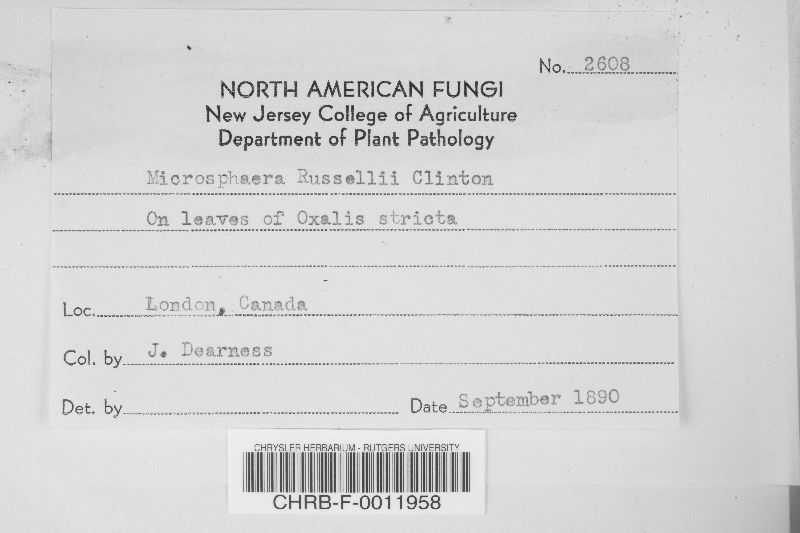 No. 2608
NORTH AMERICAN FUNGI
New Jersey College of Agriculture
Department of Plant Pathology
Microsphaera Russellii Clinton
On leaves of Oxalis stricta
Loc. London, Canada
Col. by J. Dearness
Det. by Date September 1890
CHRYSLER HERBARIUM - RUTGERS UNIVERSITY
CHRB-F-0011958